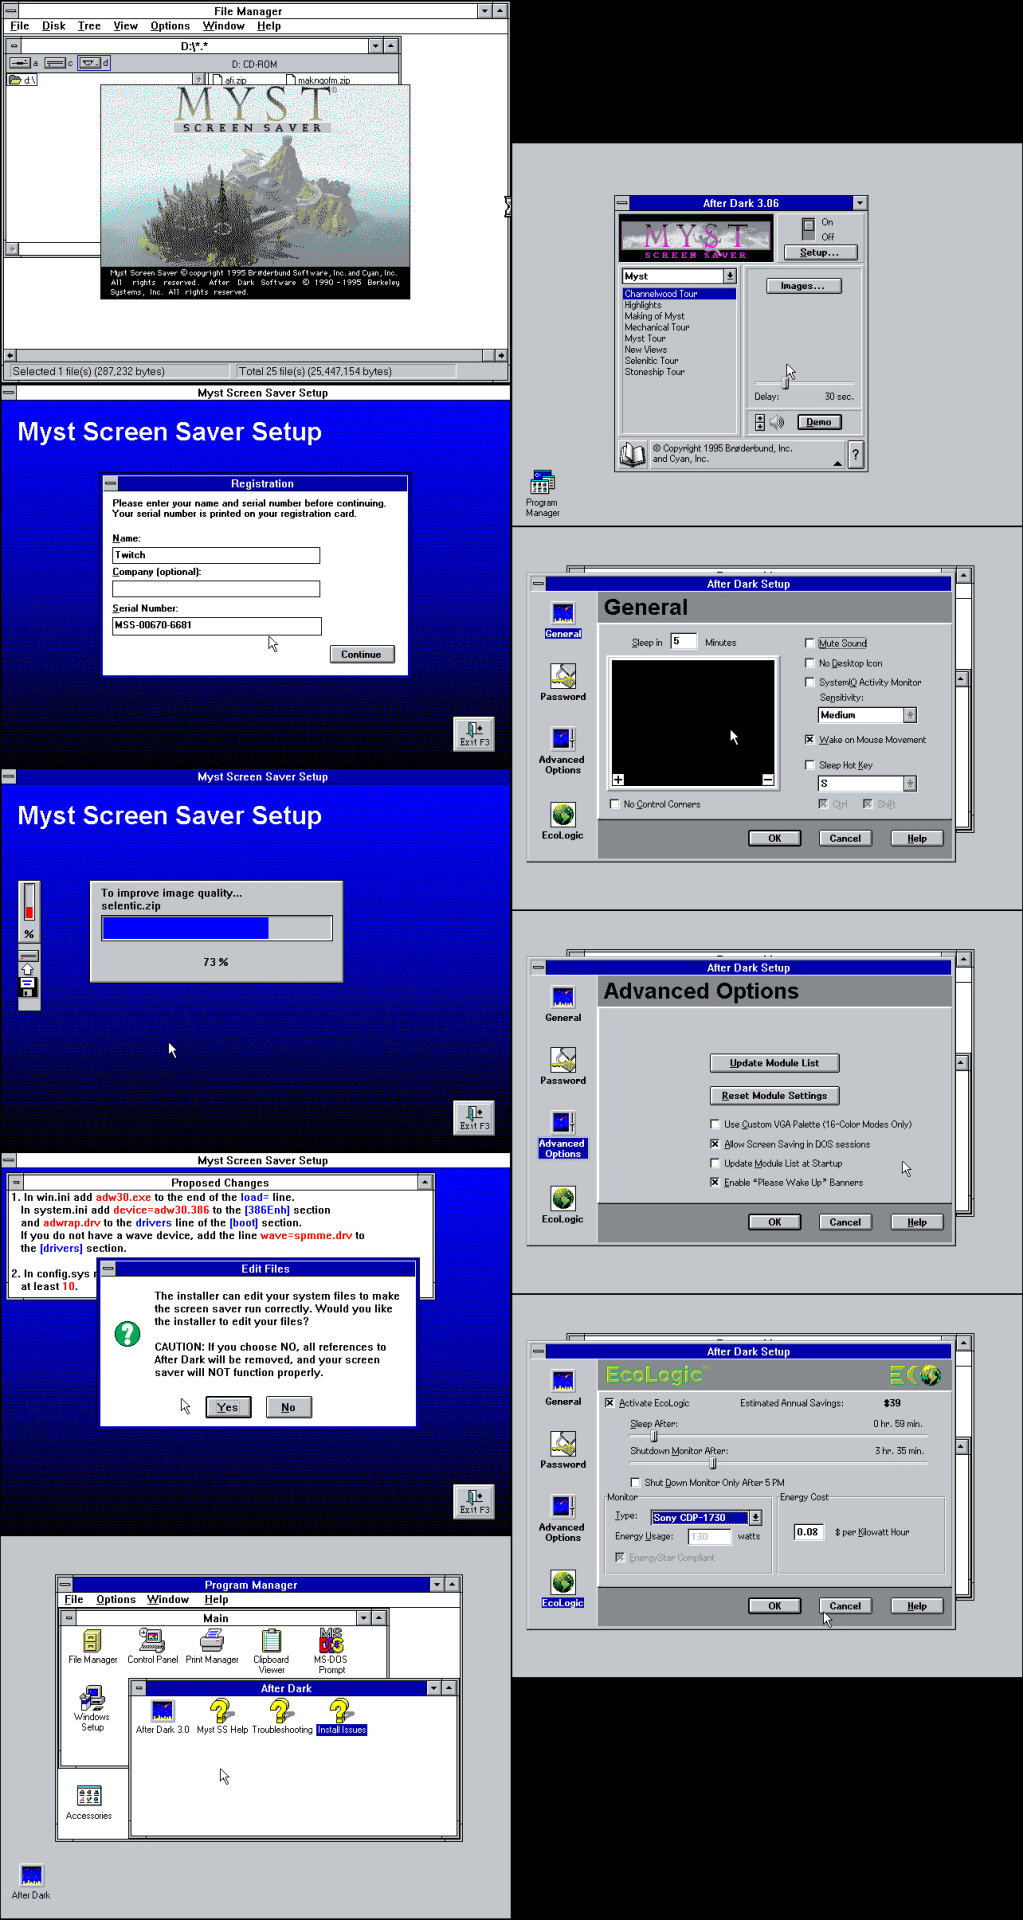 File Manager
File Disk Tree View Options Window Help
D:\*.*
a c d D: CD-ROM
d:\ afi.zip makngofm.zip
MYST®
SCREEN SAVER
Myst Screen Saver © copyright 1995 Brøderbund Software, Inc. and Cyan, Inc.
All rights reserved. After Dark Software © 1990 - 1995 Berkeley
Systems, Inc. All rights reserved.
Selected 1 file(s) (287,232 bytes) Total 25 file(s) (25,447,154 bytes)
Myst Screen Saver Setup
Myst Screen Saver Setup
Registration
Please enter your name and serial number before continuing.
Your serial number is printed on your registration card.
Name:
Twitch
Company (optional):
Serial Number:
MSS-00670-6681
Continue
Exit F3
Myst Screen Saver Setup
Myst Screen Saver Setup
To improve image quality...
selentic.zip
%
73 %
Exit F3
Myst Screen Saver Setup
Proposed Changes
1. In win.ini add adw30.exe to the end of the load= line.
In system.ini add device=adw30.386 to the [386Enh] section
and adwrap.drv to the drivers line of the [boot] section.
If you do not have a wave device, add the line wave=spmme.drv to
the [drivers] section.
2. In config.sys
at least 10.
Edit Files
The installer can edit your system files to make
the screen saver run correctly. Would you like
the installer to edit your files?
CAUTION: If you choose NO, all references to
After Dark will be removed, and your screen
saver will NOT function properly.
Yes No
Exit F3
Program Manager
File Options Window Help
Main
File Manager Control Panel Print Manager Clipboard Viewer MS-DOS Prompt
MS
DOS
Windows Setup
After Dark
After Dark 3.0 Myst SS Help Troubleshooting Install Issues
Accessories
After Dark
After Dark 3.06
MYST
SCREEN SAVER
On
Off
Setup...
Myst
Images...
Channelwood Tour
Highlights
Making of Myst
Mechanical Tour
Myst Tour
New Views
Selenitic Tour
Stoneship Tour
Delay: 30 sec.
Demo
© Copyright 1995 Brøderbund, Inc.
and Cyan, Inc.
?
Program
Manager
After Dark Setup
General
General
Password
Advanced
Options
EcoLogic
Sleep in 5 Minutes
No Control Corners
Mute Sound
No Desktop Icon
SystemIQ Activity Monitor
Sensitivity:
Medium
Wake on Mouse Movement
Sleep Hot Key
S
Ctrl Shift
OK Cancel Help
After Dark Setup
Advanced Options
General
Password
Advanced
Options
EcoLogic
Update Module List
Reset Module Settings
Use Custom VGA Palette (16-Color Modes Only)
Allow Screen Saving in DOS sessions
Update Module List at Startup
Enable "Please Wake Up" Banners
OK Cancel Help
After Dark Setup
EcoLogic™ ECO
General
Password
Advanced
Options
EcoLogic
Activate EcoLogic Estimated Annual Savings: $39
Sleep After: 0 hr. 59 min.
Shutdown Monitor After: 3 hr. 35 min.
Shut Down Monitor Only After 5 PM
Monitor Energy Cost
Type: Sony CDP-1730
Energy Usage: 130 watts
0.08 $ per Kilowatt Hour
EnergyStar Compliant
OK Cancel Help